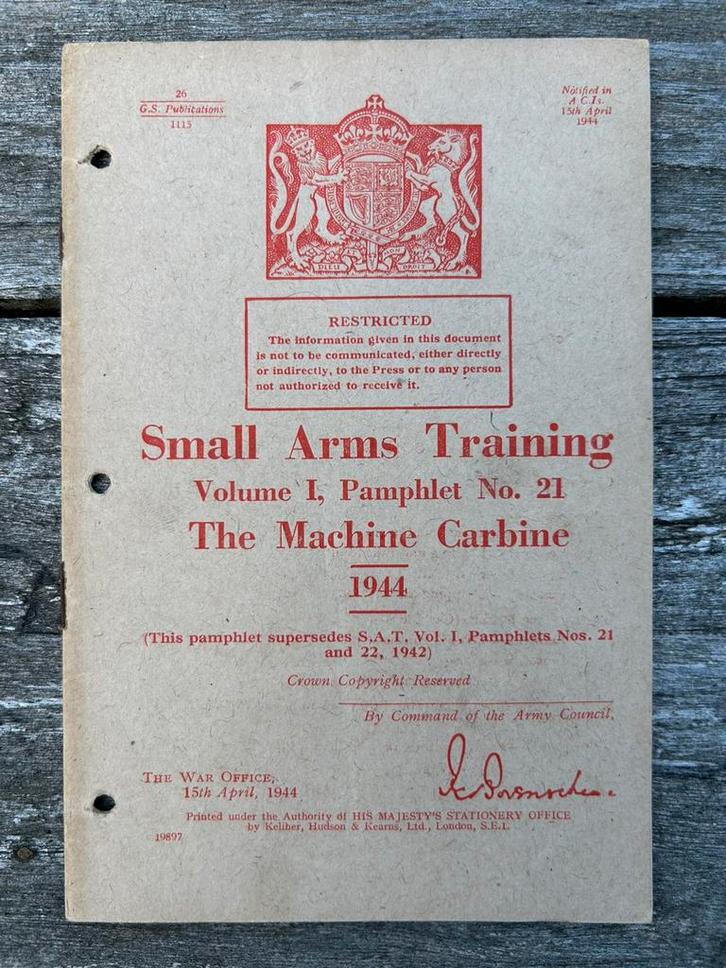 26
G.S. Publications
1115
Notified in
A.C.Is.
15th April
1944
DIEU DROIT
RESTRICTED
The information given in this document
is not to be communicated, either directly
or indirectly, to the Press or to any person
not authorized to receive it.
Small Arms Training
Volume I, Pamphlet No. 21
The Machine Carbine
1944
(This pamphlet supersedes S.A.T. Vol. I, Pamphlets Nos. 21
and 22, 1942)
Crown Copyright Reserved
By Command of the Army Council,
THE WAR OFFICE,
15th April, 1944
Printed under the Authority of HIS MAJESTY'S STATIONERY OFFICE
by Keliher, Hudson & Kearns, Ltd., London, S.E.1.
19897